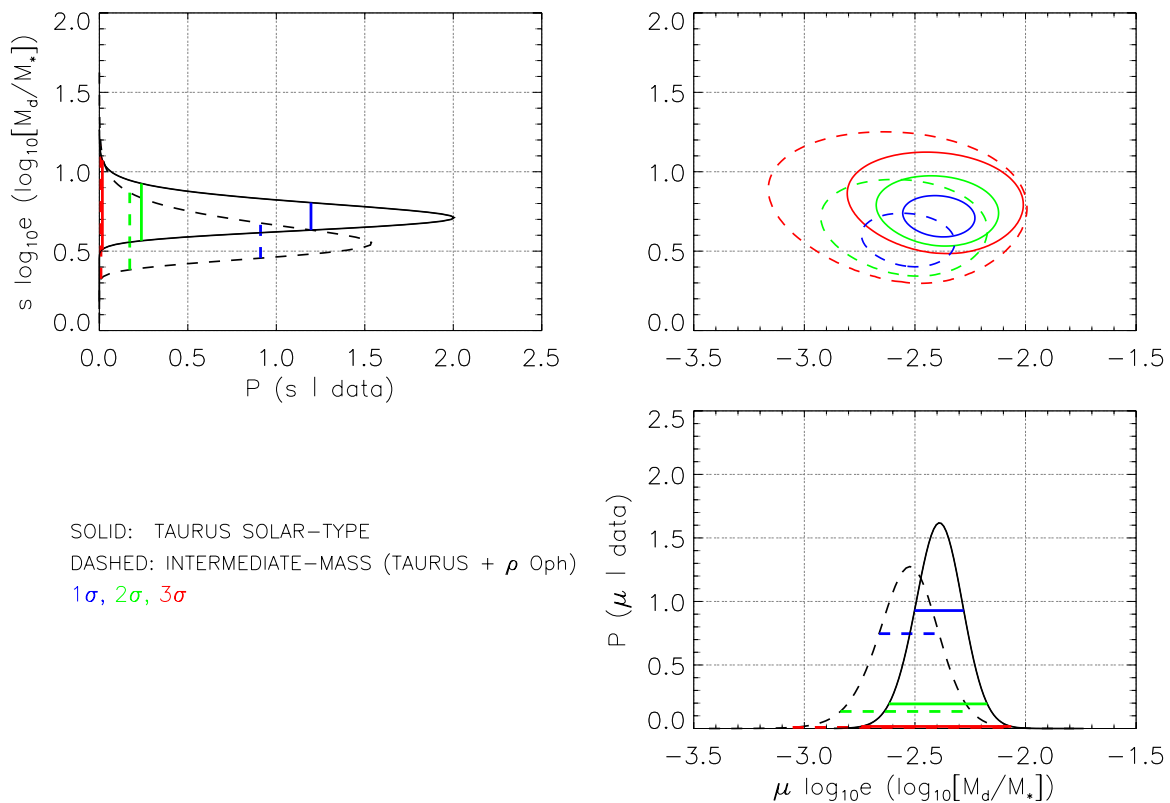 s log₁₀e (log₁₀[M_d/M_*])
2.0
1.5
1.0
0.5
0.0
0.0 0.5 1.0 1.5 2.0 2.5
P (s | data)
2.0
1.5
1.0
0.5
0.0
−3.5 −3.0 −2.5 −2.0 −1.5
SOLID: TAURUS SOLAR−TYPE
DASHED: INTERMEDIATE−MASS (TAURUS + ρ Oph)
1σ, 2σ, 3σ
P (μ | data)
2.5
2.0
1.5
1.0
0.5
0.0
−3.5 −3.0 −2.5 −2.0 −1.5
μ log₁₀e (log₁₀[M_d/M_*])